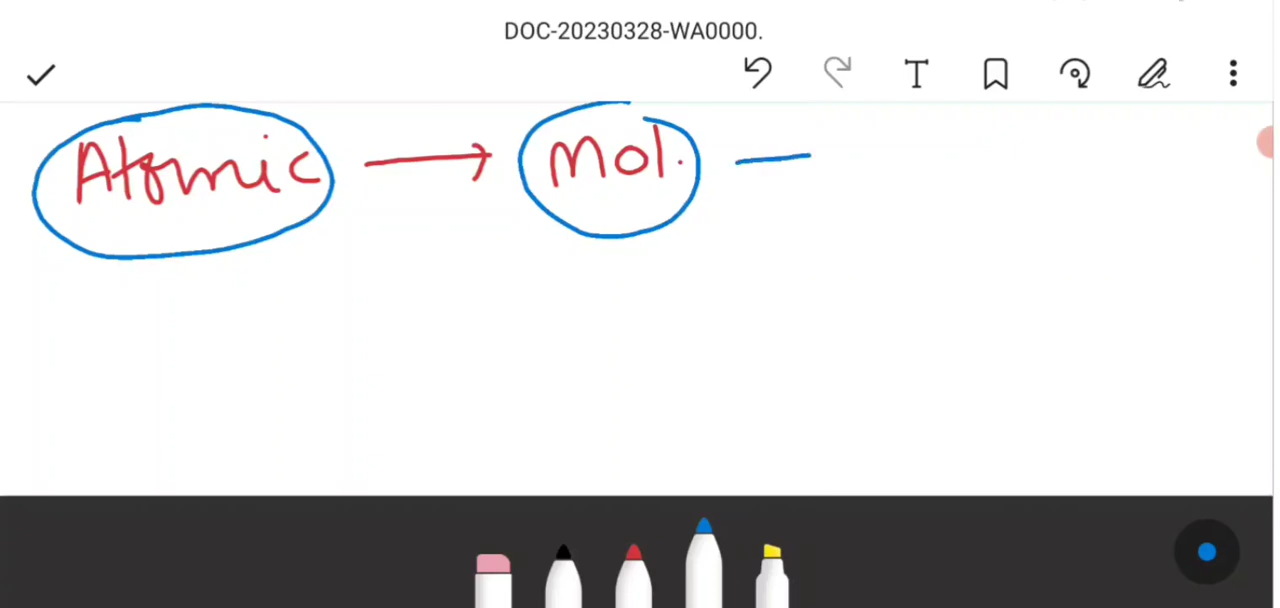 DOC-20230328-WA0000.
T
Atomic → Mol. —